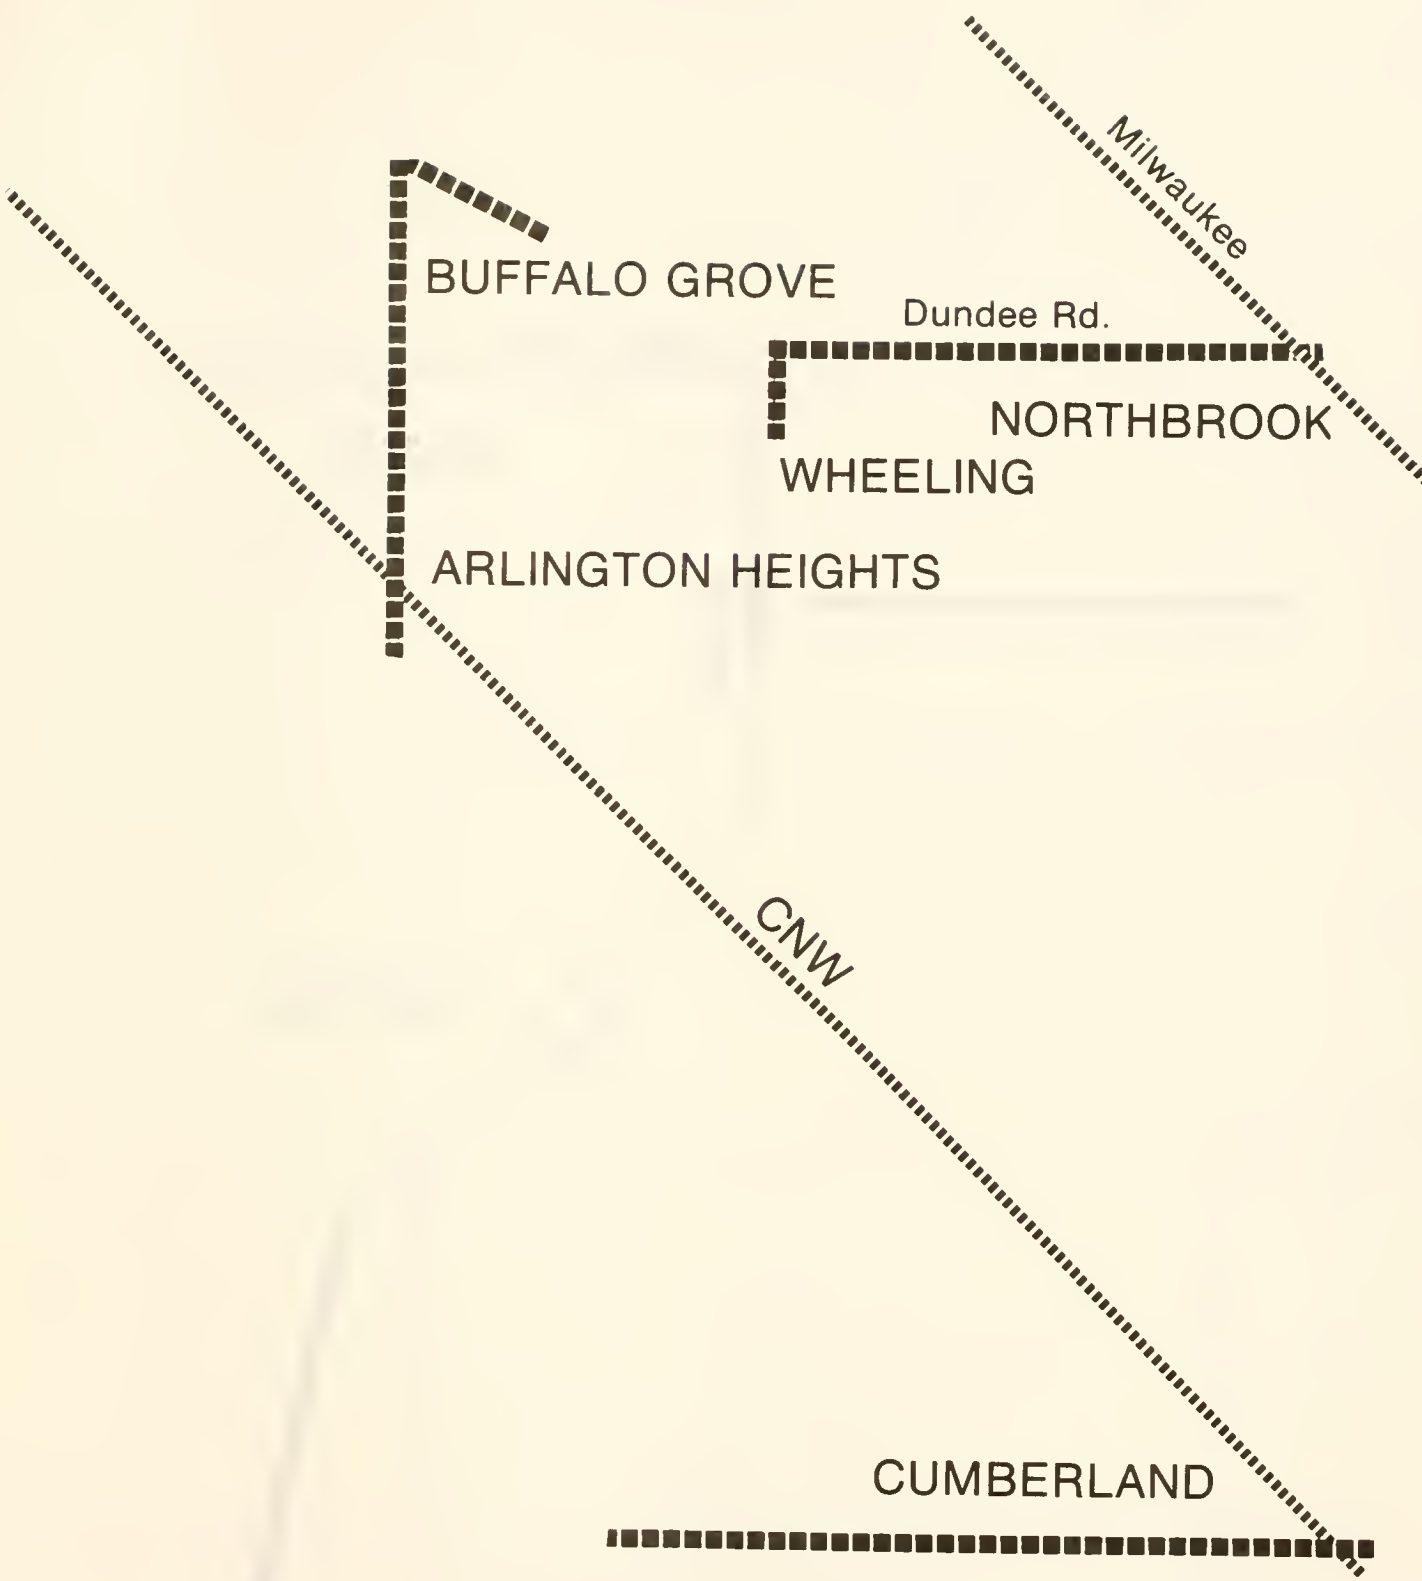 Milwaukee
BUFFALO GROVE
Dundee Rd.
NORTHBROOK
WHEELING
ARLINGTON HEIGHTS
CNW
CUMBERLAND